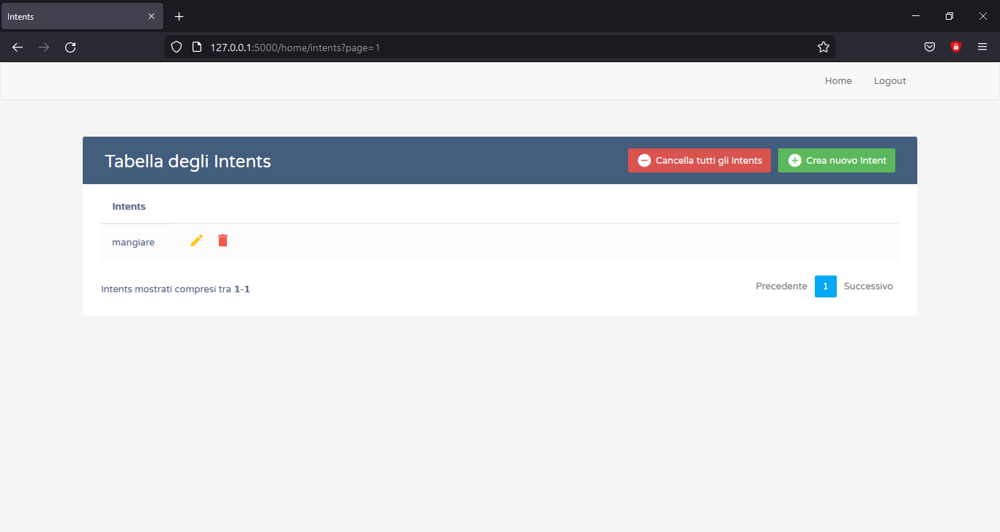 Intents
127.0.0.1:5000/home/intents?page=1
Home Logout
Tabella degli Intents Cancella tutti gli Intents Crea nuovo Intent
Intents
mangiare
Intents mostrati compresi tra 1-1 Precedente 1 Successivo